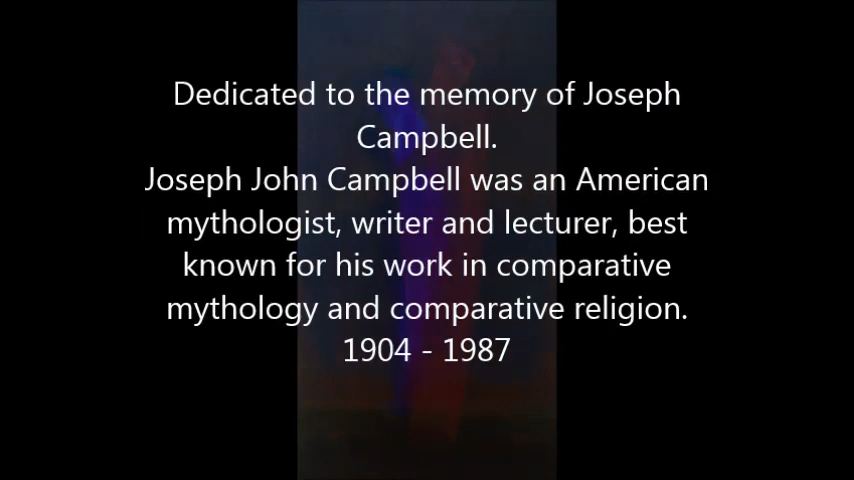 Dedicated to the memory of Joseph
Campbell.
Joseph John Campbell was an American
mythologist, writer and lecturer, best
known for his work in comparative
mythology and comparative religion.
1904 - 1987